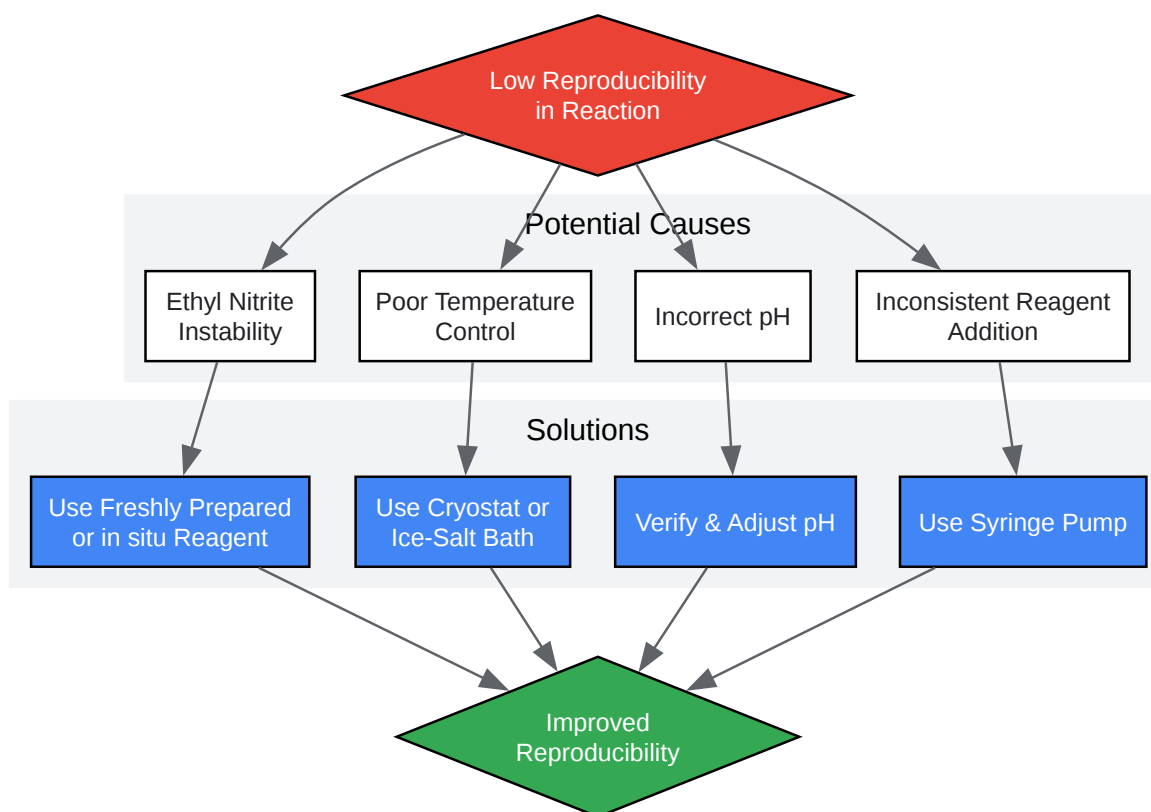 Low Reproducibility
in Reaction
Potential Causes
Ethyl Nitrite
Instability
Poor Temperature
Control
Incorrect pH
Inconsistent Reagent
Addition
Solutions
Use Freshly Prepared
or in situ Reagent
Use Cryostat or
Ice-Salt Bath
Verify & Adjust pH
Use Syringe Pump
Improved
Reproducibility